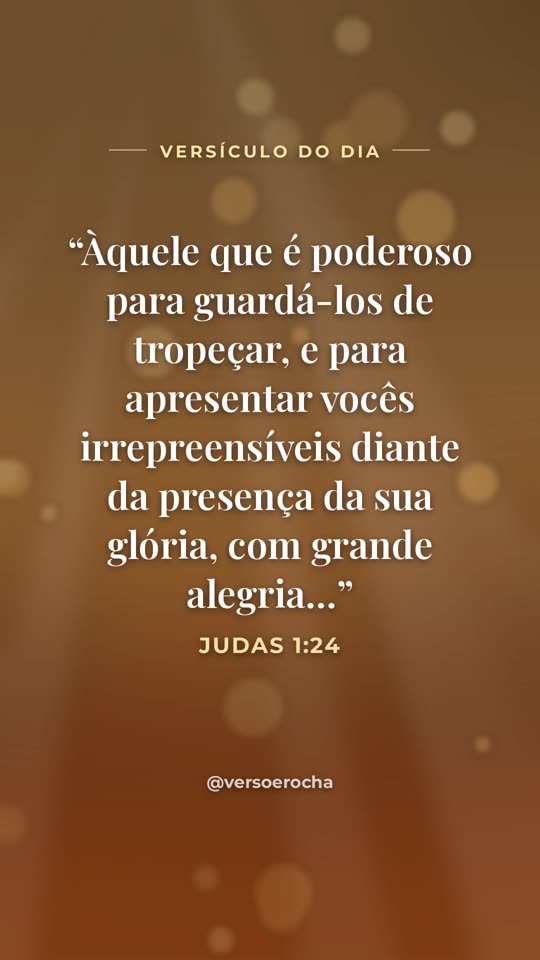 VERSÍCULO DO DIA
“Àquele que é poderoso
para guardá-los de
tropeçar, e para
apresentar vocês
irrepreensíveis diante
da presença da sua
glória, com grande
alegria...”
JUDAS 1:24
@versoerocha